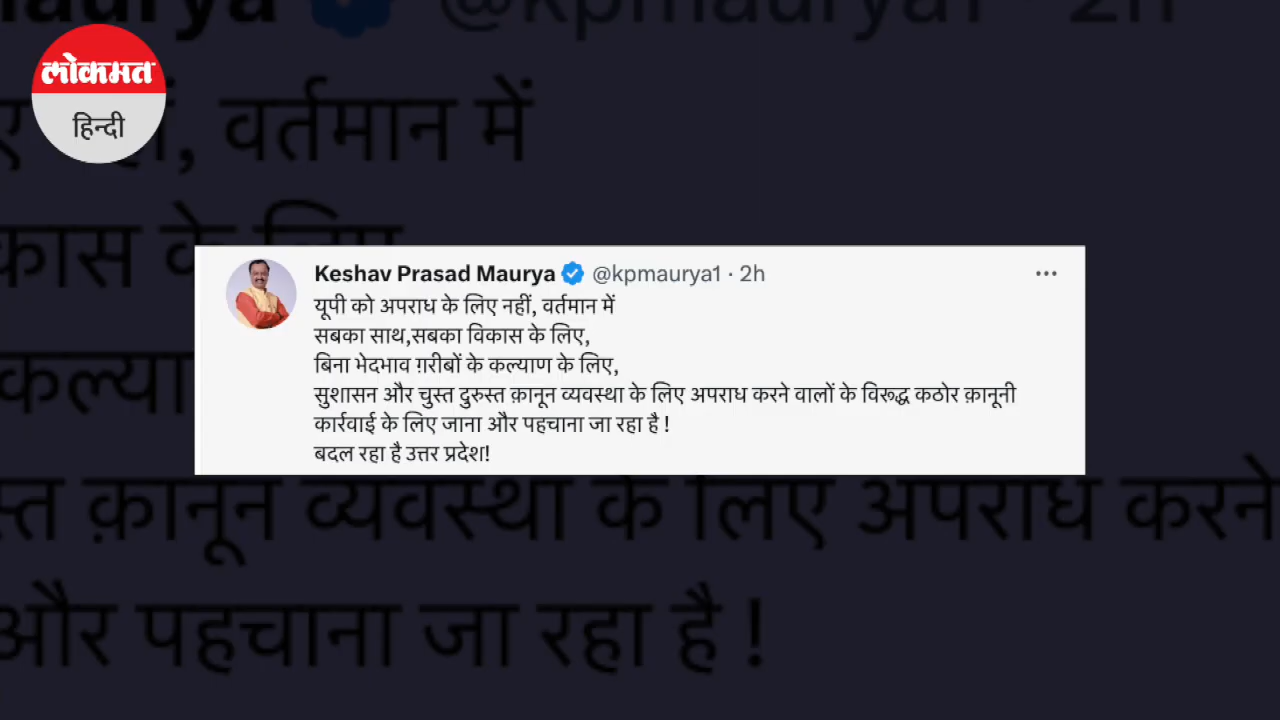 लोकमत
हिन्दी
Keshav Prasad Maurya @kpmaurya1 · 2h
यूपी को अपराध के लिए नहीं, वर्तमान में
सबका साथ,सबका विकास के लिए,
बिना भेदभाव ग़रीबों के कल्याण के लिए,
सुशासन और चुस्त दुरुस्त क़ानून व्यवस्था के लिए अपराध करने वालों के विरूद्ध कठोर क़ानूनी
कार्रवाई के लिए जाना और पहचाना जा रहा है !
बदल रहा है उत्तर प्रदेश!
@kpmaurya1 · 2h
वर्तमान में
कास के लिए
कल्या
स्त क़ानून व्यवस्था के लिए अपराध करने
और पहचाना जा रहा है !